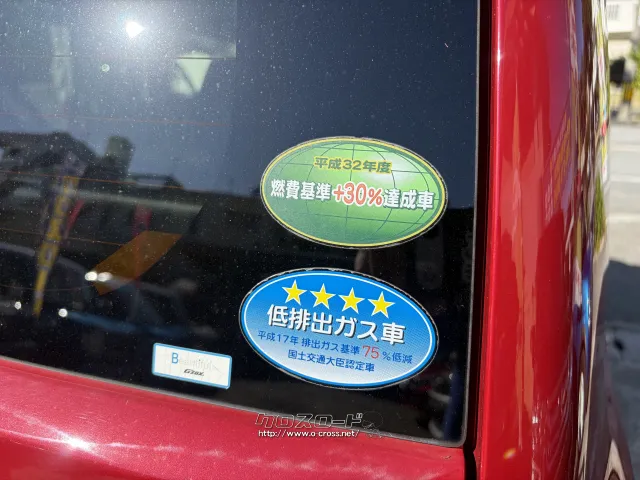 平成32年度
燃費基準+30%達成車
★★★★
低排出ガス車
平成17年 排出ガス基準 75%低減
国土交通大臣認定車
B
クロスロード
http://www.o-cross.net/